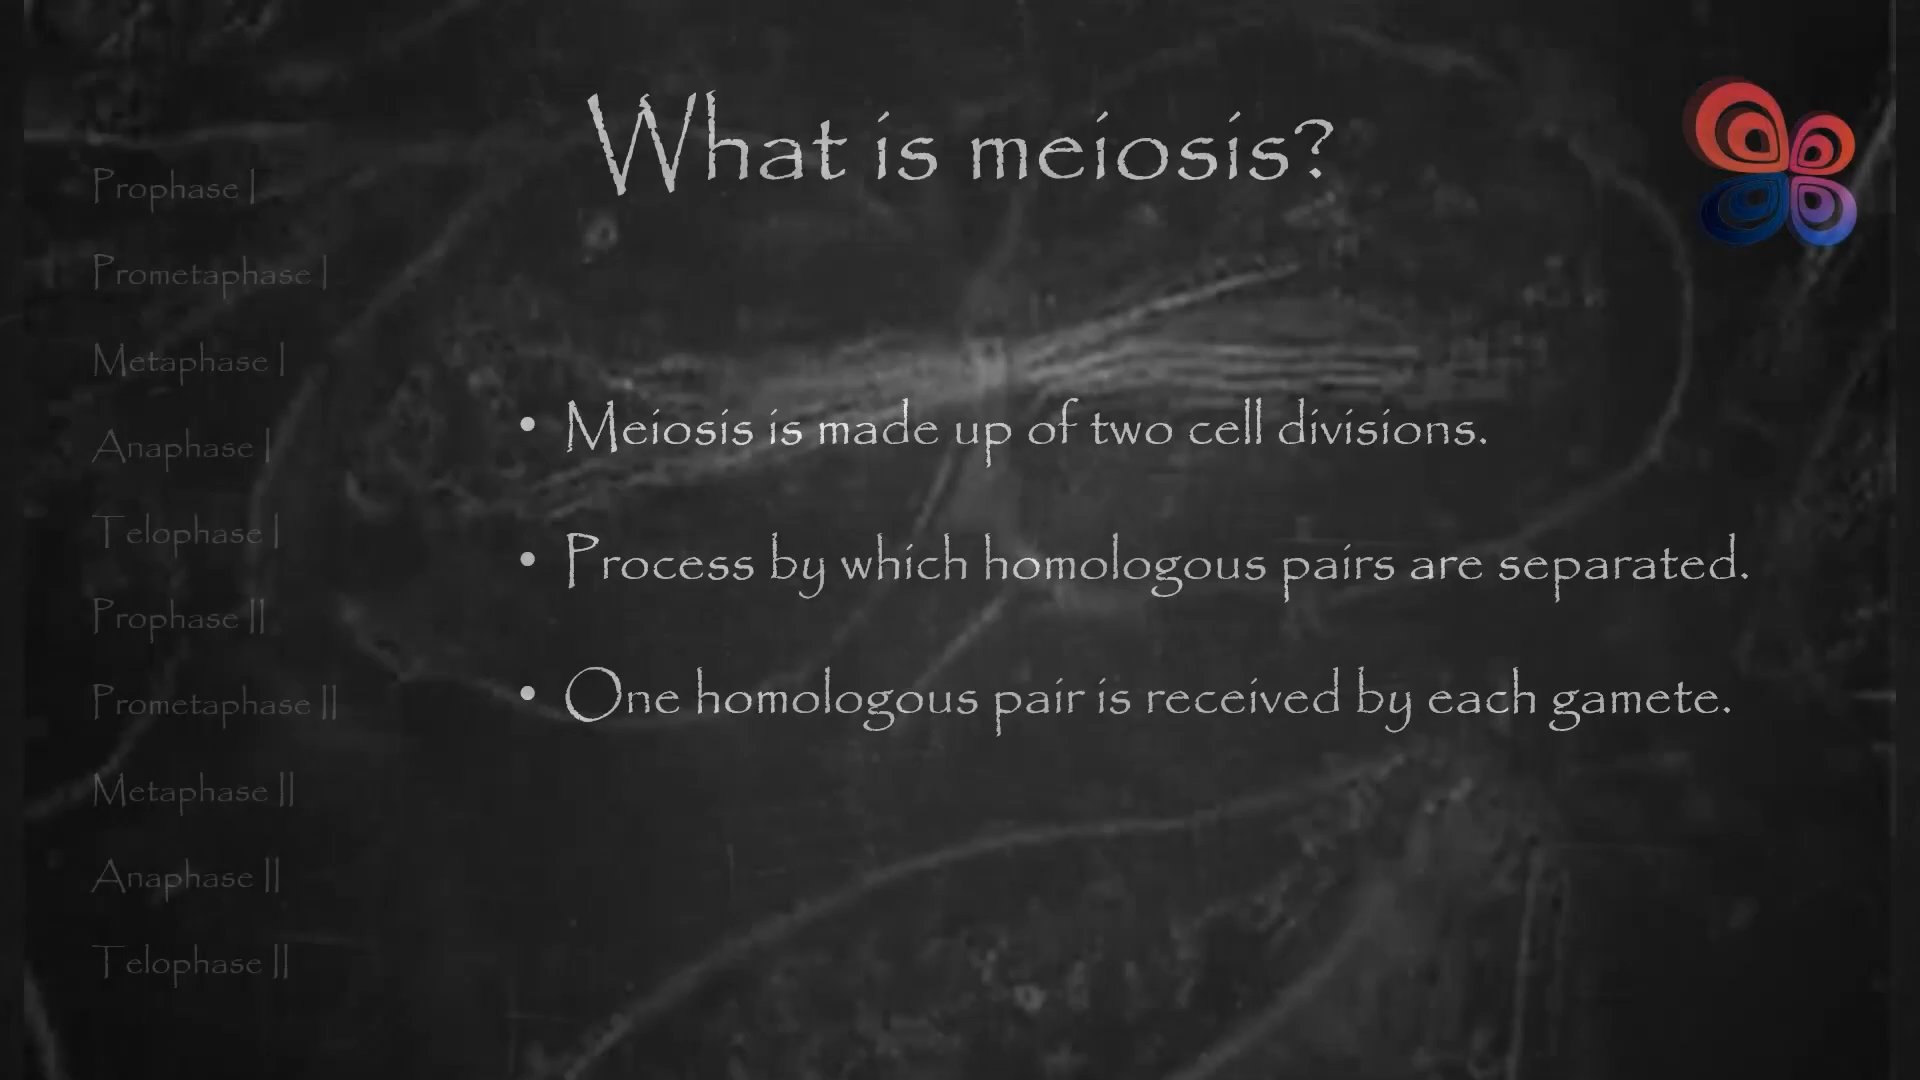 What is meiosis?
Prophase I
Prometaphase I
Metaphase I
Anaphase I
Telophase I
Prophase II
Prometaphase II
Metaphase II
Anaphase II
Telophase II
• Meiosis is made up of two cell divisions.
• Process by which homologous pairs are separated.
• One homologous pair is received by each gamete.